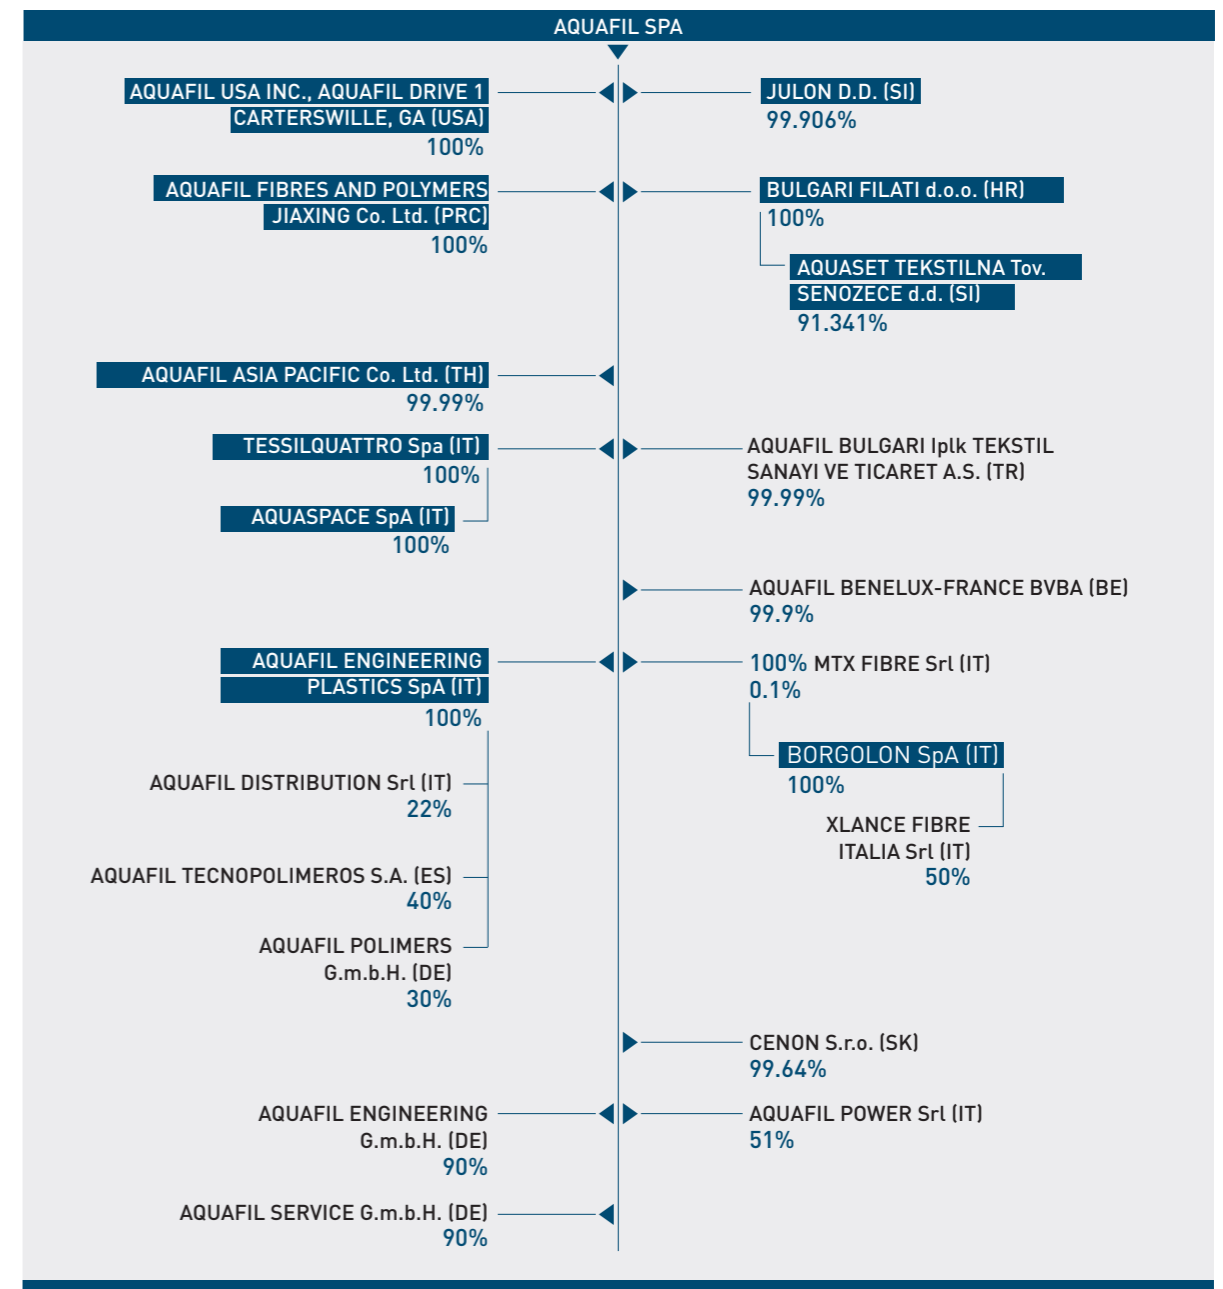 AQUAFIL SPA
AQUAFIL USA INC., AQUAFIL DRIVE 1
CARTERSWILLE, GA (USA)
100%
JULON D.D. (SI)
99.906%
AQUAFIL FIBRES AND POLYMERS
JIAXING Co. Ltd. (PRC)
100%
BULGARI FILATI d.o.o. (HR)
100%
AQUASET TEKSTILNA Tov.
SENOZECE d.d. (SI)
91.341%
AQUAFIL ASIA PACIFIC Co. Ltd. (TH)
99.99%
TESSILQUATTRO Spa (IT)
100%
AQUASPACE SpA (IT)
100%
AQUAFIL BULGARI Iplk TEKSTIL
SANAYI VE TICARET A.S. (TR)
99.99%
AQUAFIL BENELUX-FRANCE BVBA (BE)
99.9%
AQUAFIL ENGINEERING
PLASTICS SpA (IT)
100%
100% MTX FIBRE Srl (IT)
0.1%
BORGOLON SpA (IT)
100%
XLANCE FIBRE
ITALIA Srl (IT)
50%
AQUAFIL DISTRIBUTION Srl (IT)
22%
AQUAFIL TECNOPOLIMEROS S.A. (ES)
40%
AQUAFIL POLIMERS
G.m.b.H. (DE)
30%
CENON S.r.o. (SK)
99.64%
AQUAFIL ENGINEERING
G.m.b.H. (DE)
90%
AQUAFIL POWER Srl (IT)
51%
AQUAFIL SERVICE G.m.b.H. (DE)
90%